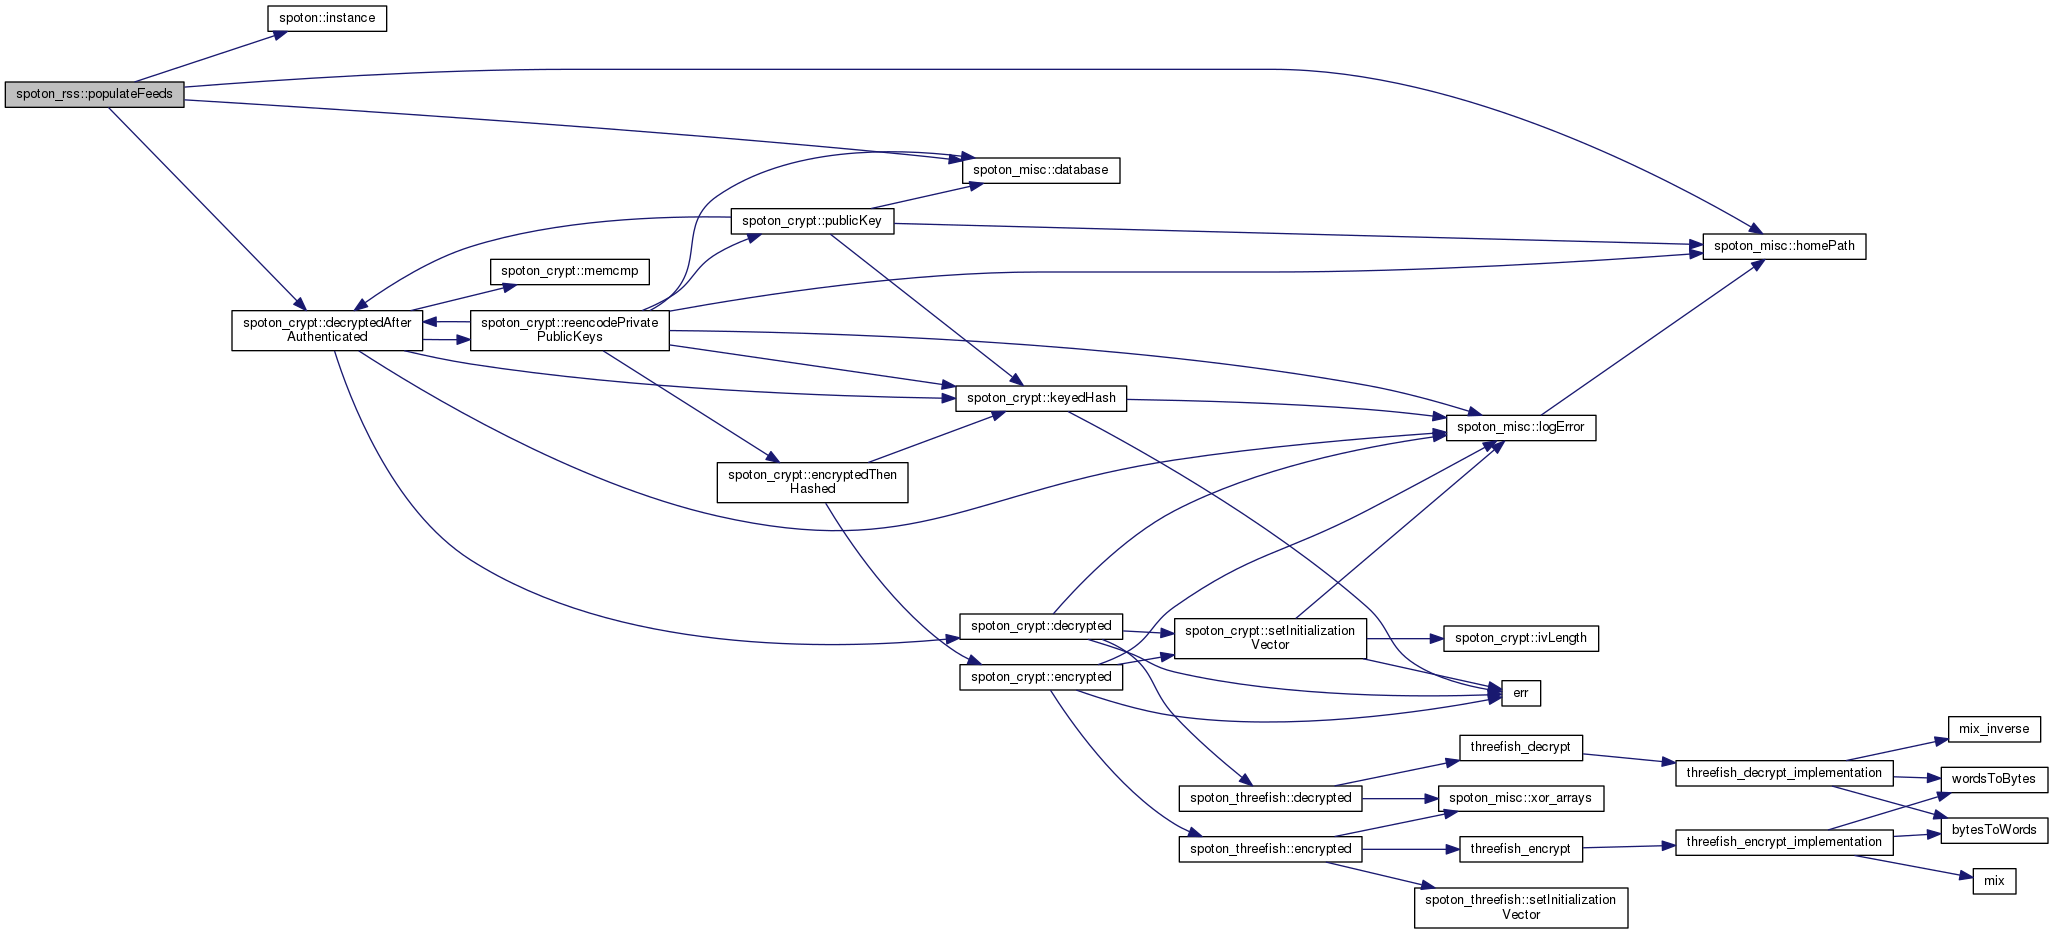 spoton::instance
spoton_rss::populateFeeds
spoton_misc::database
spoton_crypt::publicKey
spoton_misc::homePath
spoton_crypt::memcmp
spoton_crypt::decryptedAfter
Authenticated
spoton_crypt::reencodePrivate
PublicKeys
spoton_crypt::keyedHash
spoton_misc::logError
spoton_crypt::encryptedThen
Hashed
spoton_crypt::decrypted
spoton_crypt::setInitialization
Vector
spoton_crypt::ivLength
spoton_crypt::encrypted
err
mix_inverse
threefish_decrypt
threefish_decrypt_implementation
wordsToBytes
spoton_threefish::decrypted
spoton_misc::xor_arrays
bytesToWords
threefish_encrypt_implementation
spoton_threefish::encrypted
threefish_encrypt
mix
spoton_threefish::setInitialization
Vector